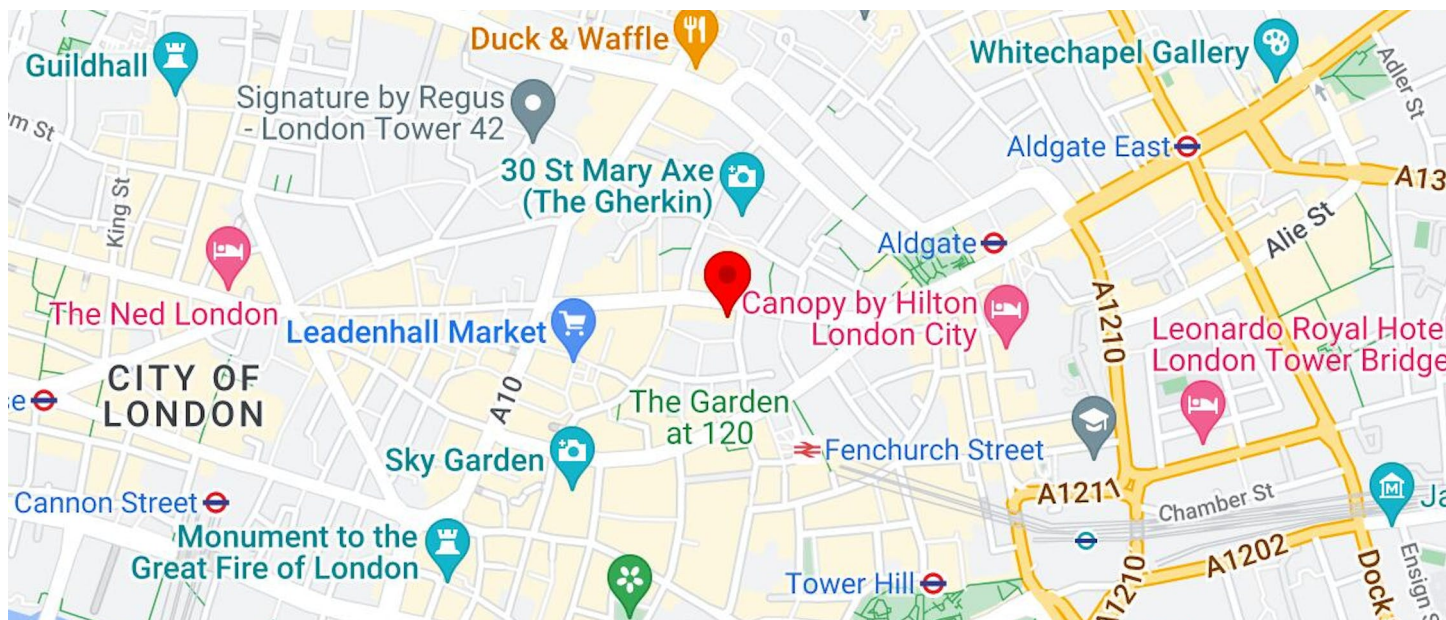 Duck & Waffle
Whitechapel Gallery
Guildhall
Adler St
Signature by Regus
- London Tower 42
m St
Aldgate East
30 St Mary Axe
(The Gherkin)
A13
King St
Alie St
Aldgate
The Ned London
Canopy by Hilton
London City
Leadenhall Market
A1210
Leonardo Royal Hote
London Tower Bridge
CITY OF
LONDON
e
A10
The Garden
at 120
Sky Garden
Fenchurch Street
A1211
Chamber St
Cannon Street
Ja
Monument to the
Great Fire of London
A1202
Tower Hill
A1210
Dock
Ensign S